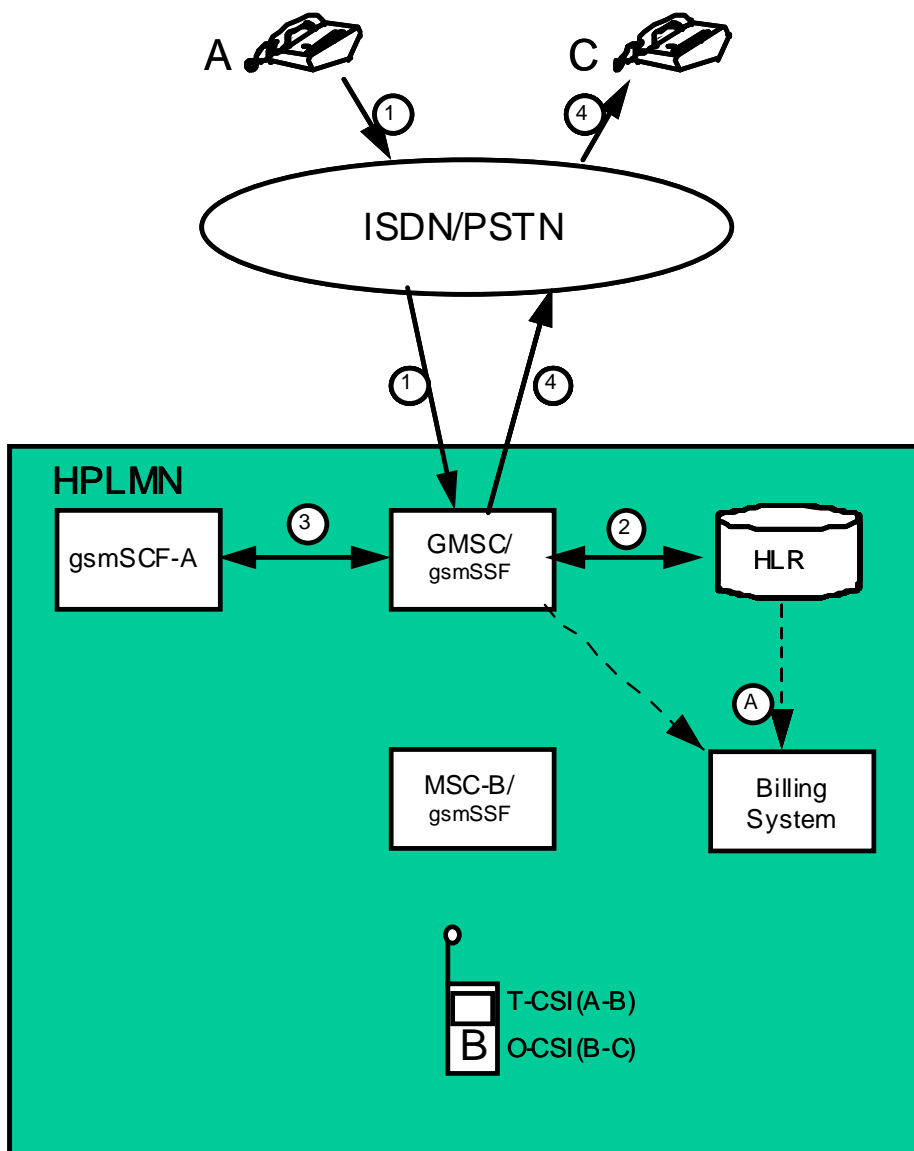 A
C
1
4
ISDN/PSTN
1
4
HPLMN
gsmSCF-A
3
GMSC/
gsmSSF
2
HLR
A
MSC-B/
gsmSSF
Billing
System
T-CSI(A-B)
B
O-CSI(B-C)